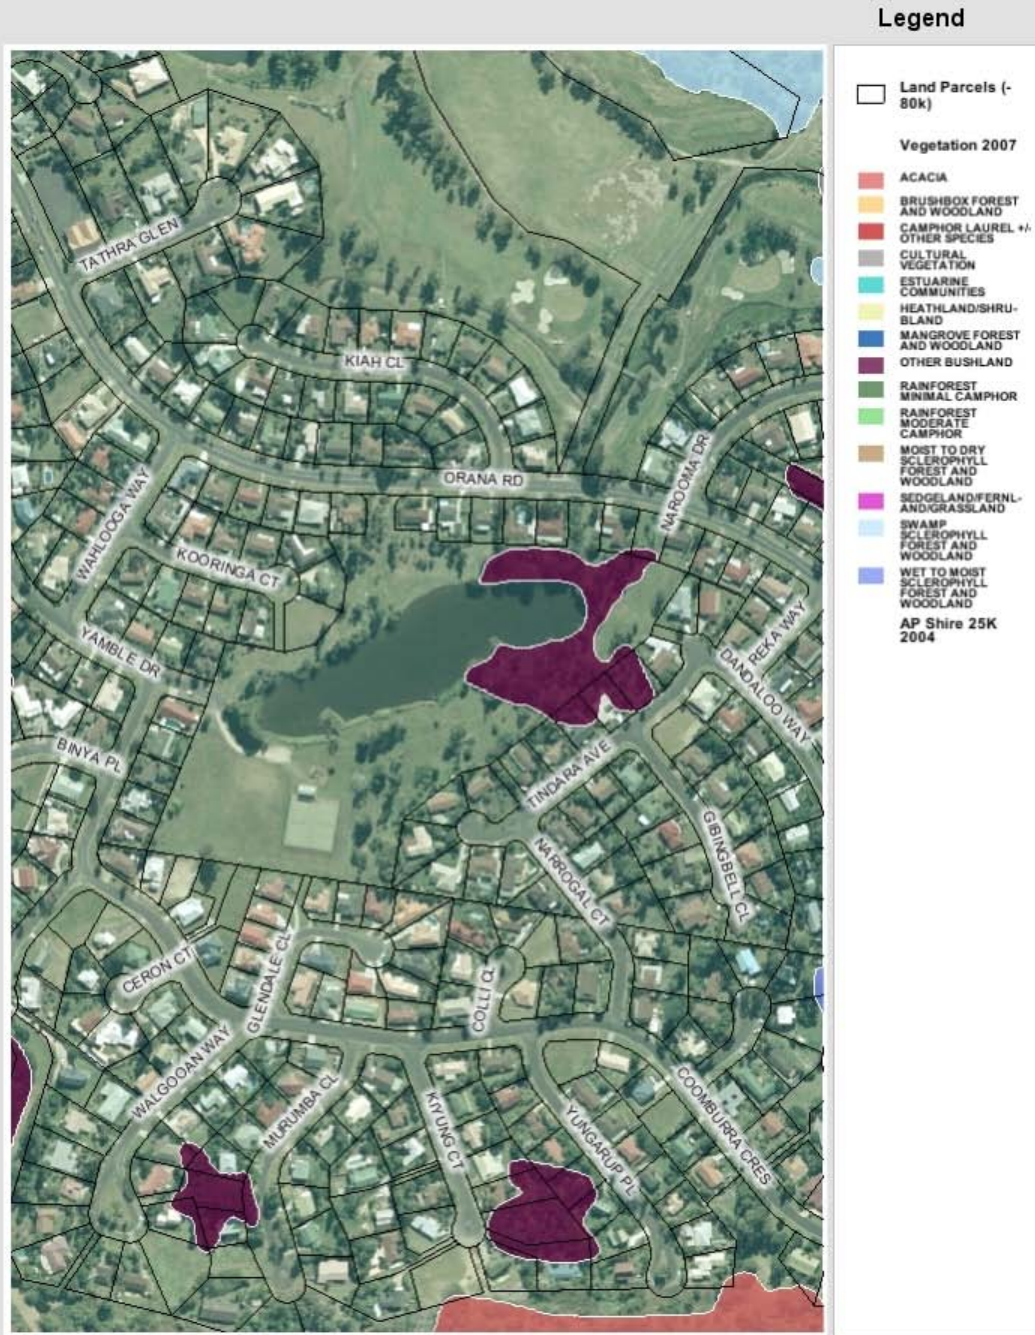 Legend
Land Parcels (-
80k)
Vegetation 2007
ACACIA
BRUSHBOX FOREST
AND WOODLAND
CAMPHOR LAUREL +/-
OTHER SPECIES
CULTURAL
VEGETATION
ESTUARINE
COMMUNITIES
HEATHLAND/SHRU-
BLAND
MANGROVE FOREST
AND WOODLAND
OTHER BUSHLAND
RAINFOREST
MINIMAL CAMPHOR
RAINFOREST
MODERATE
CAMPHOR
MOIST TO DRY
SCLEROPHYLL
FOREST AND
WOODLAND
SEDGELAND/FERNL-
AND/GRASSLAND
SWAMP
SCLEROPHYLL
FOREST AND
WOODLAND
WET TO MOIST
SCLEROPHYLL
FOREST AND
WOODLAND
AP Shire 25K
2004
TATHRA GLEN
KIAH CL
ORANA RD
NAROOMA DR
WAHLOOGA WAY
KOORINGA CT
YAMBLE DR
REKA WAY
DANDALOO WAY
BINYA PL
TINDARA AVE
GIBINGBELL CL
NARROGAL CT
CERON CT
GLENDALE CL
COLLI CL
WALGOOAN WAY
MURUMBA CL
KIYUNG CT
YUNGARUP PL
COOMBURRA CRES